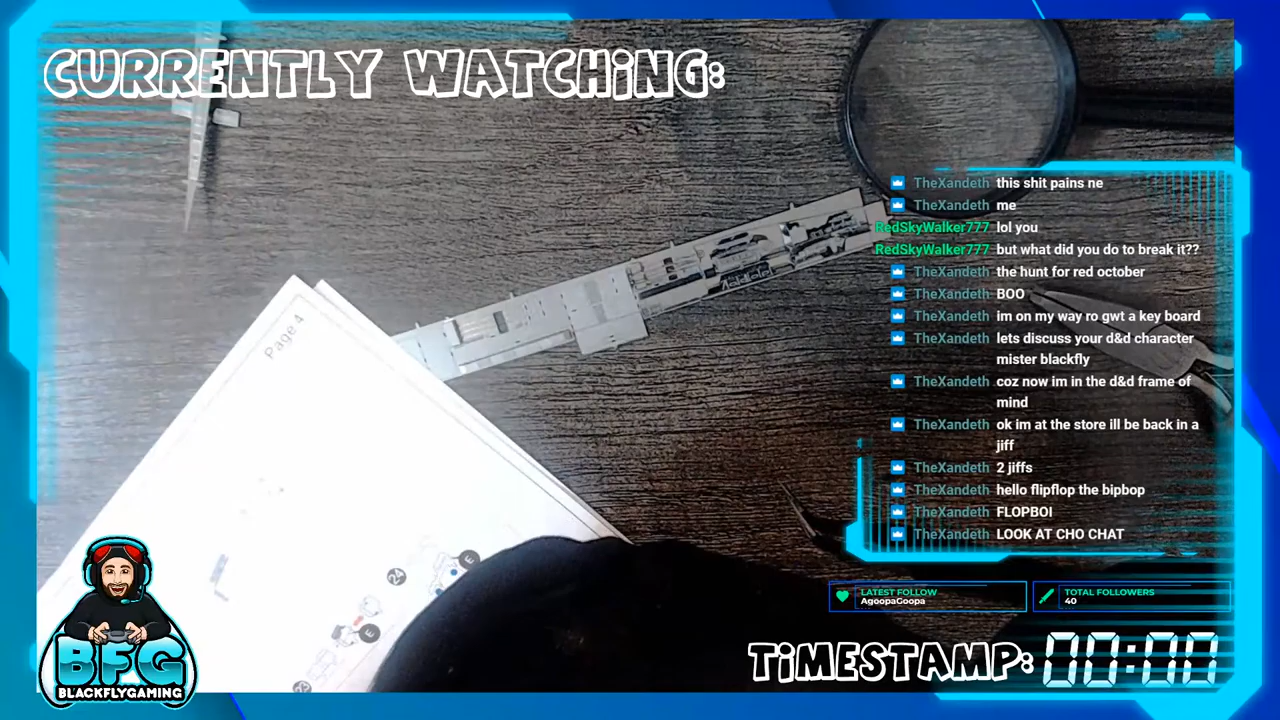 CURRENTLY WATCHING:
TheXandeth this shit pains ne
TheXandeth me
RedSkyWalker777 lol you
RedSkyWalker777 but what did you do to break it??
TheXandeth the hunt for red october
TheXandeth BOO
TheXandeth im on my way ro gwt a key board
TheXandeth lets discuss your d&d character
mister blackfly
TheXandeth coz now im in the d&d frame of
mind
TheXandeth ok im at the store ill be back in a
jiff
TheXandeth 2 jiffs
TheXandeth hello flipflop the bipbop
TheXandeth FLOPBOI
TheXandeth LOOK AT CHO CHAT
Page 4
24
E
E
23
LATEST FOLLOW
AgoopaGoopa
TOTAL FOLLOWERS
40
TIMESTAMP: 00:00
BFG
BLACKFLYGAMING